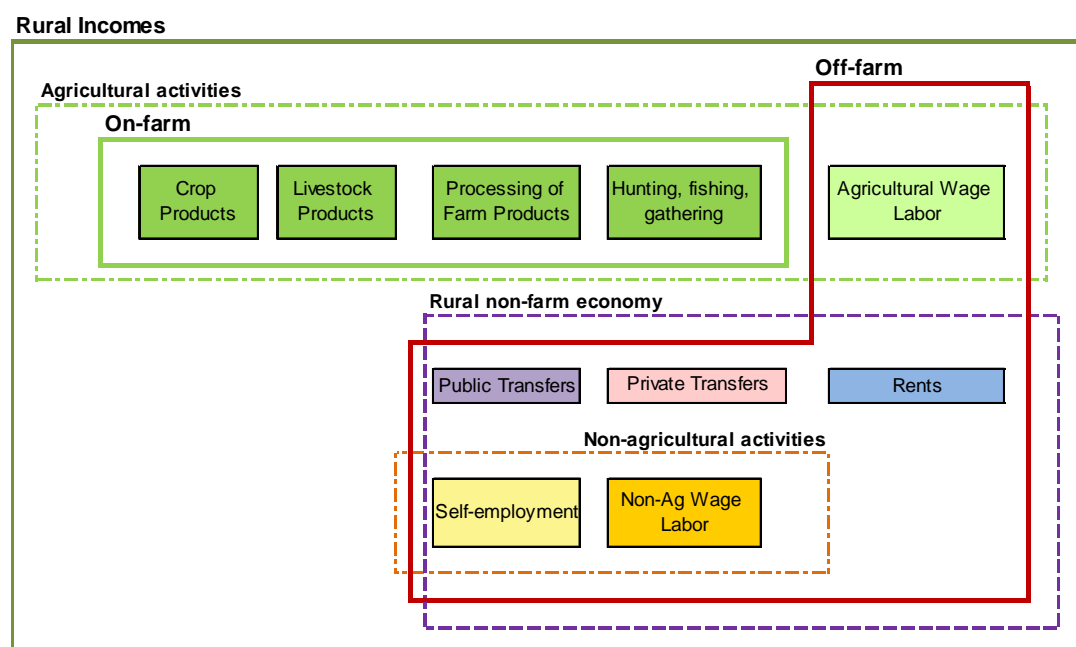 Rural Incomes
Off-farm
Agricultural activities
On-farm
Crop
Products
Livestock
Products
Processing of
Farm Products
Hunting, fishing,
gathering
Agricultural Wage
Labor
Rural non-farm economy
Public Transfers
Private Transfers
Rents
Non-agricultural activities
Self-employment
Non-Ag Wage
Labor